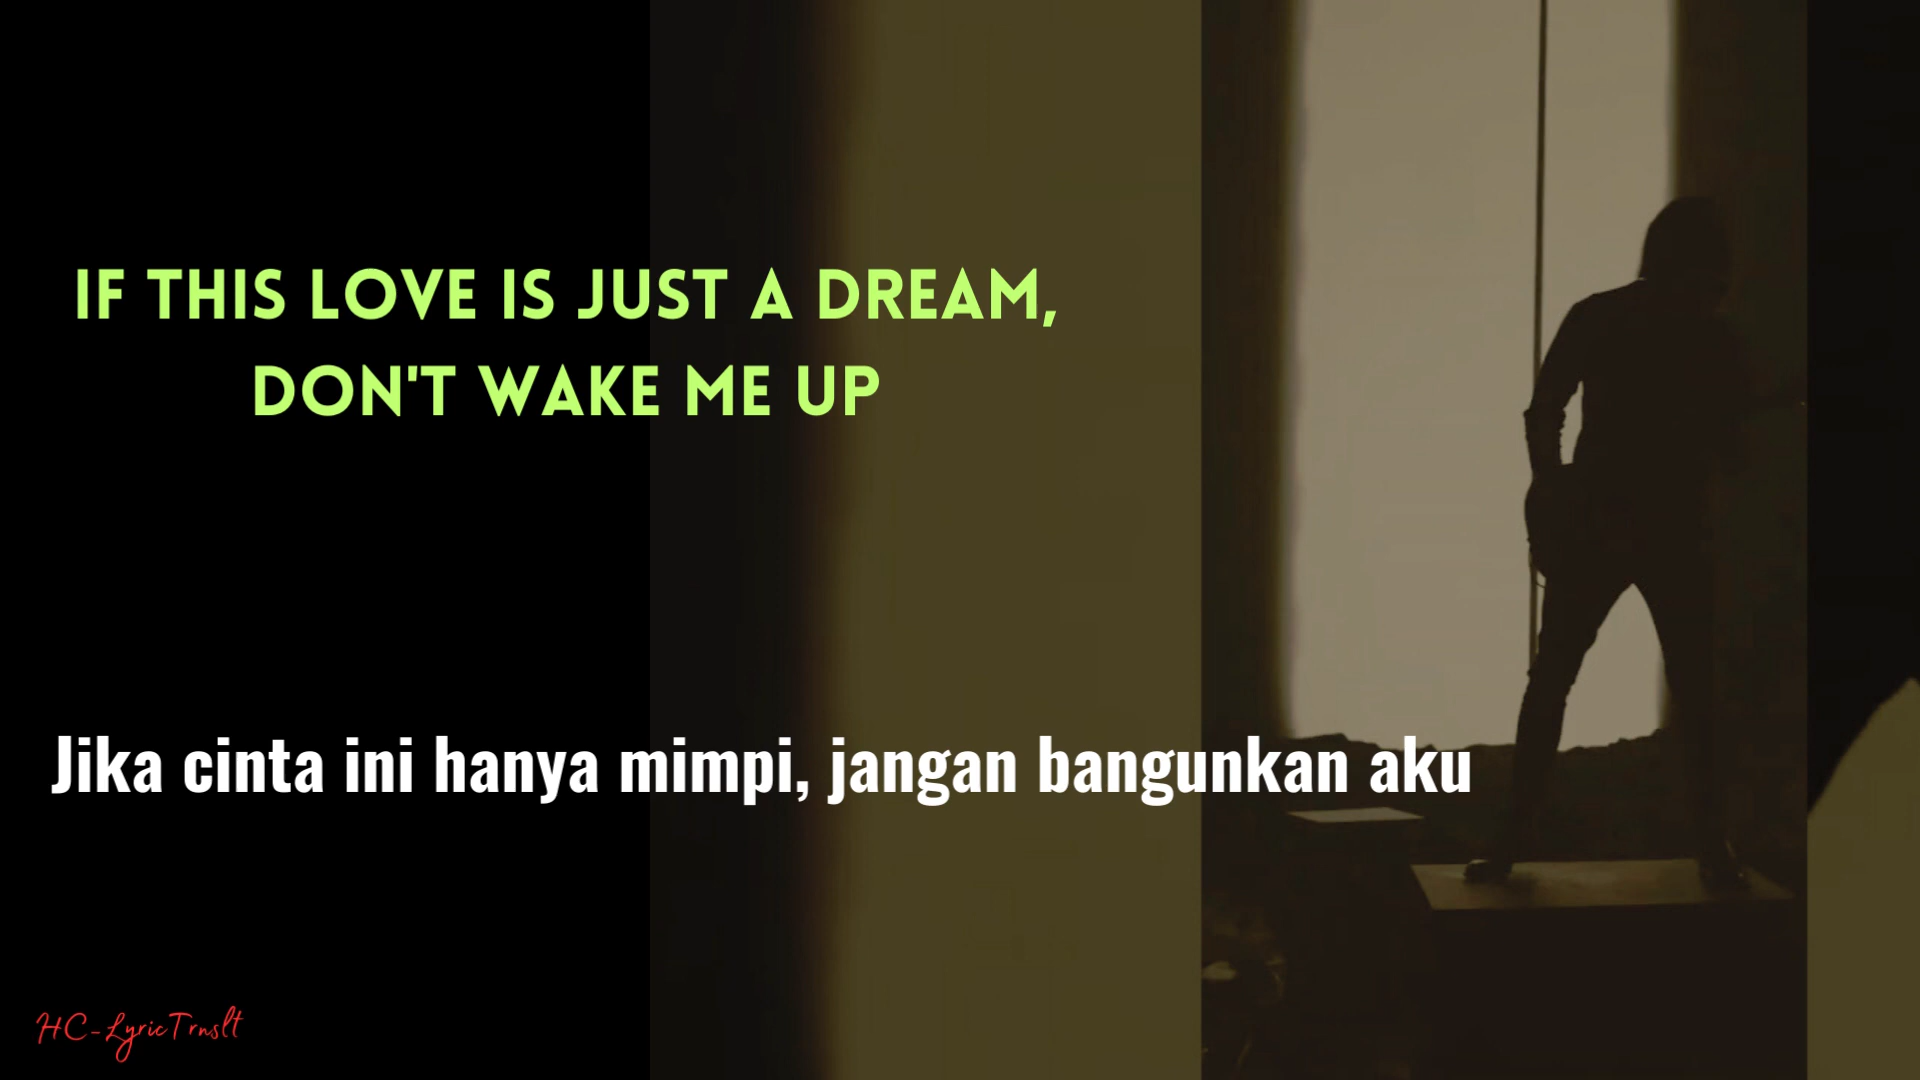 IF THIS LOVE IS JUST A DREAM,
DON'T WAKE ME UP
Jika cinta ini hanya mimpi, jangan bangunkan aku
HC-LyricTrnslt